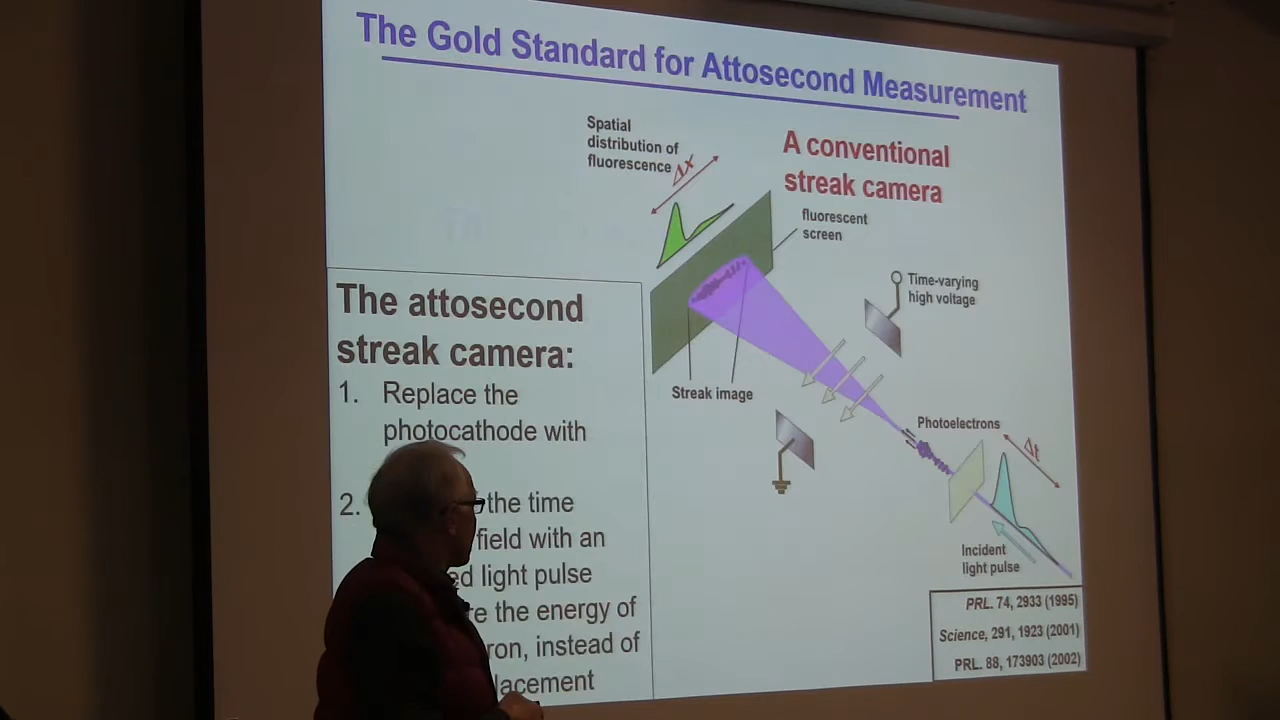 The Gold Standard for Attosecond Measurement
Spatial
distribution of
fluorescence
Δx
A conventional
streak camera
fluorescent
screen
Time-varying
high voltage
Streak image
Photoelectrons
Δt
Incident
light pulse
The attosecond
streak camera:
1. Replace the
photocathode with
2. the time
field with an
light pulse
the energy of
instead of
PRL. 74, 2933 (1995)
Science, 291, 1923 (2001)
PRL. 88, 173903 (2002)